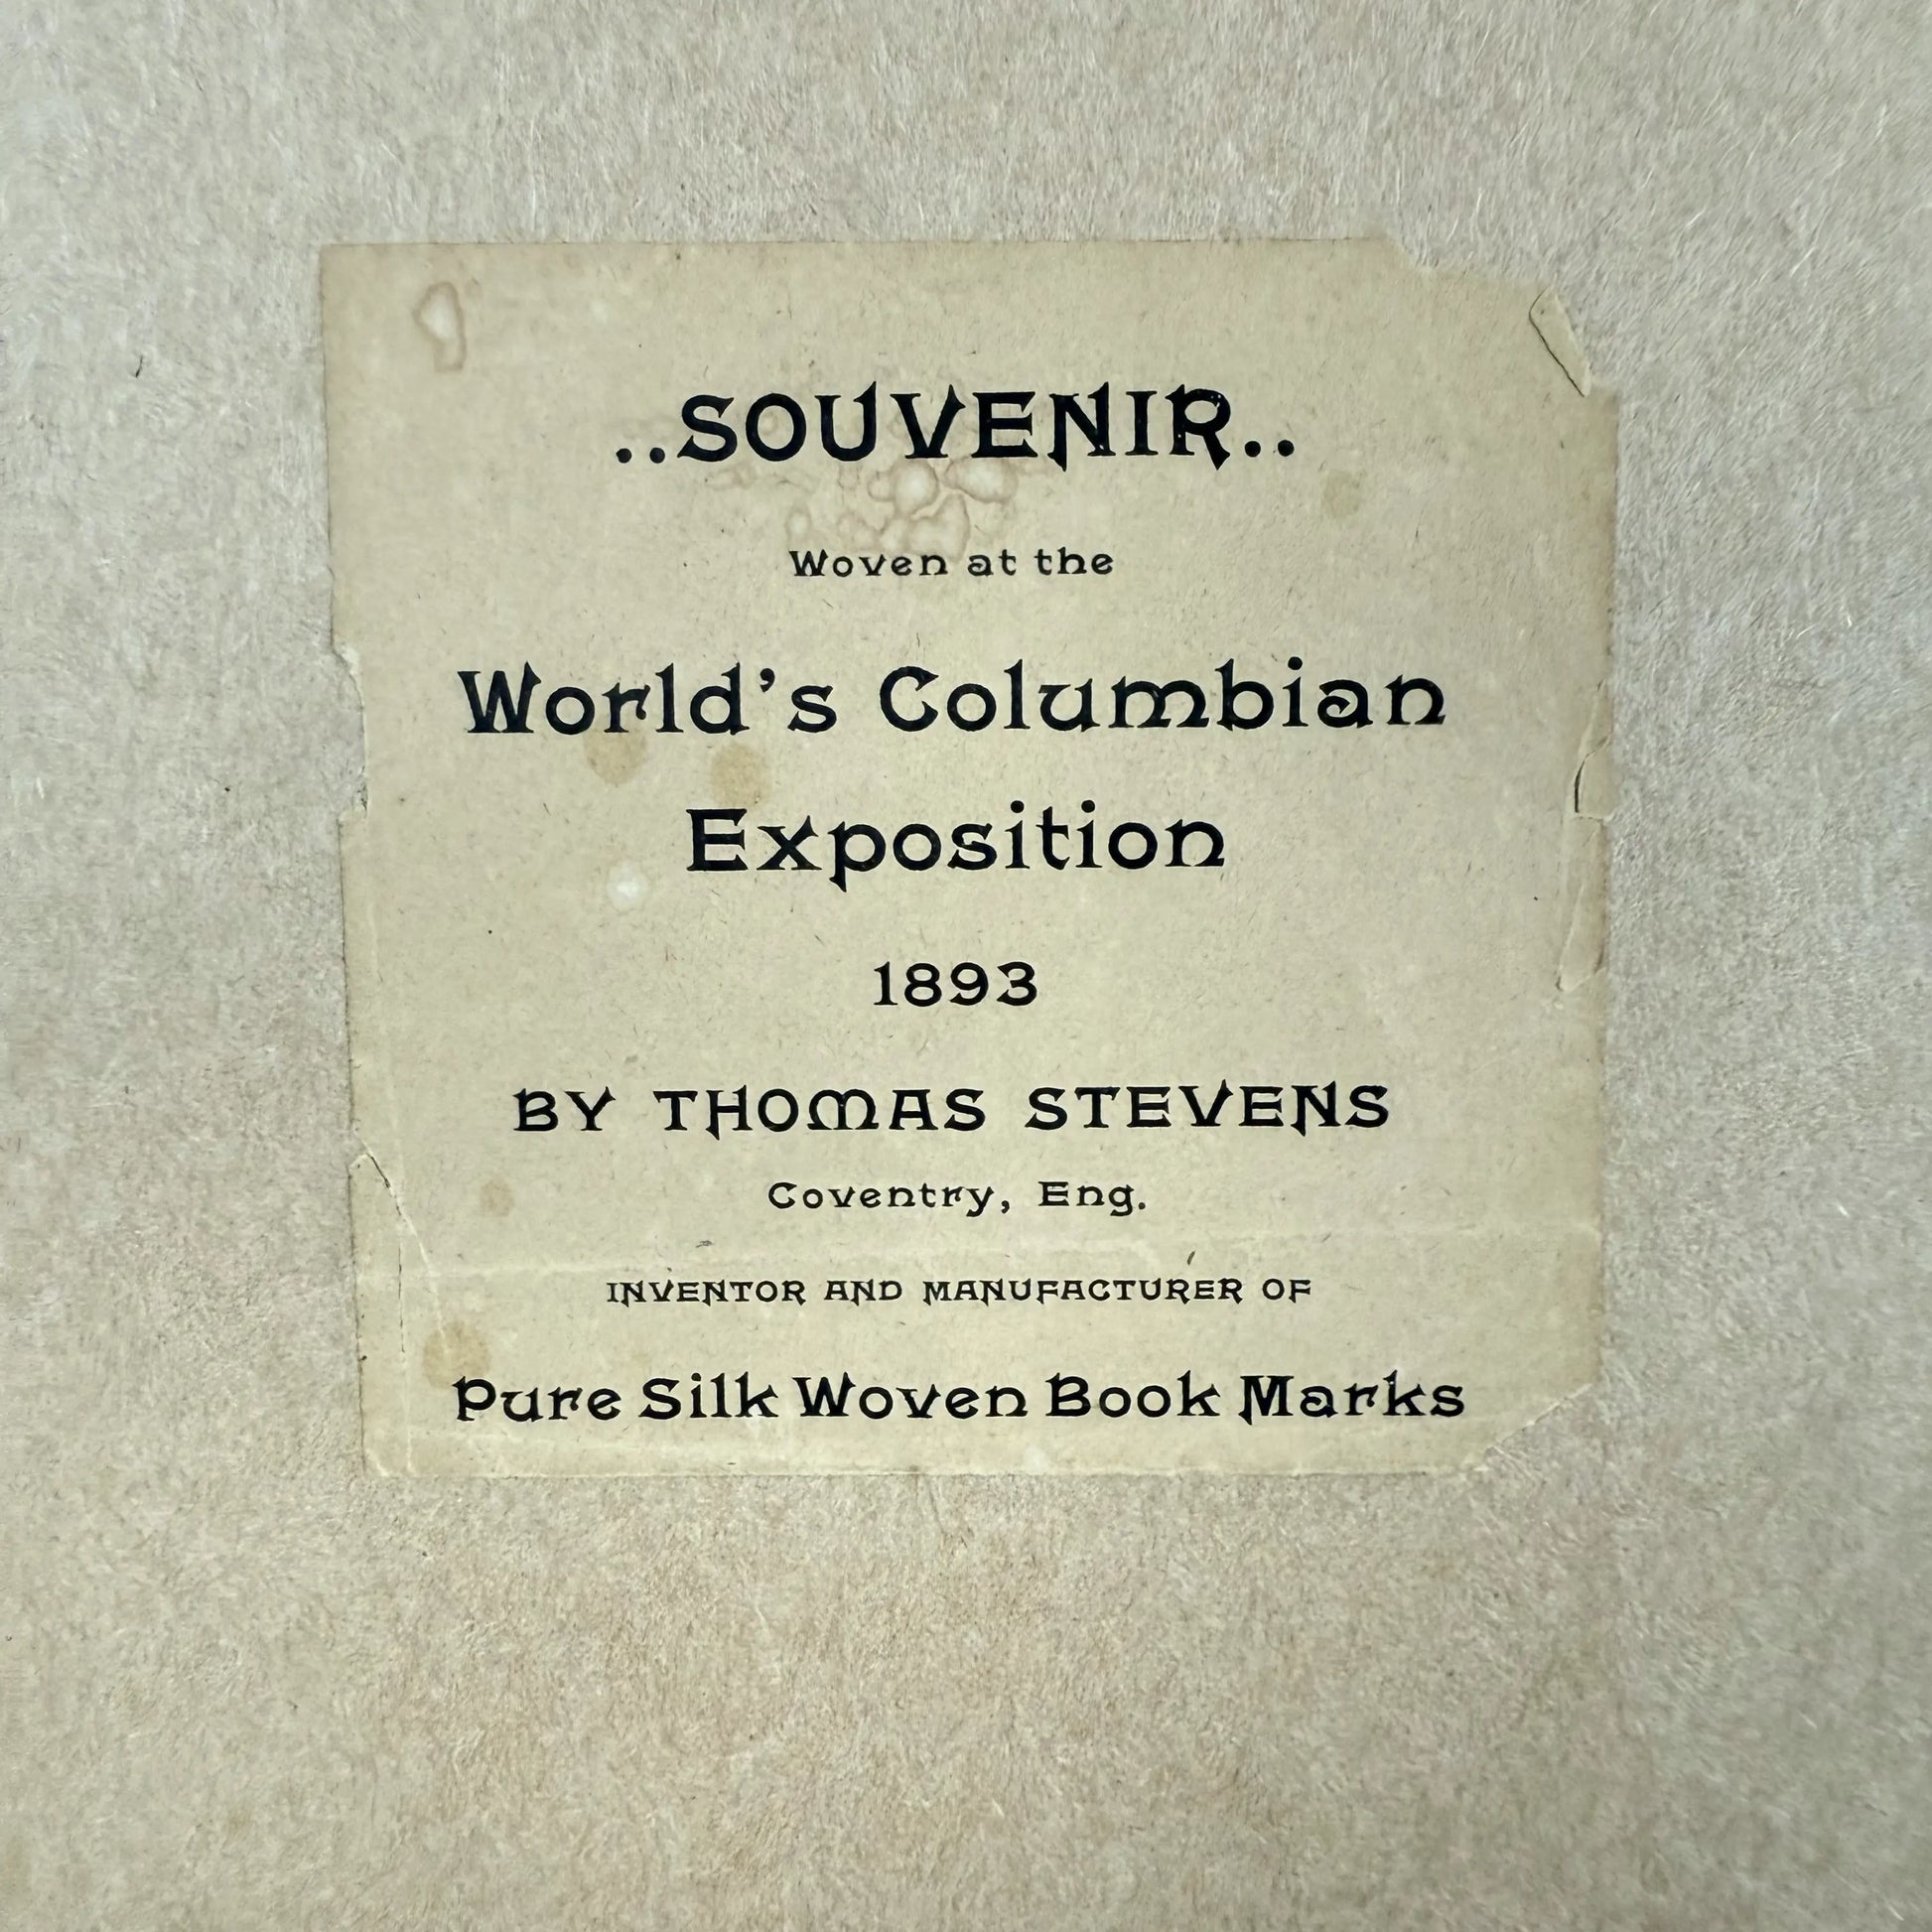 ..SOUVENIR..
Woven at the
World's Columbian
Exposition
1893
BY THOMAS STEVENS
Coventry, Eng.
INVENTOR AND MANUFACTURER OF
Pure Silk Woven Book Marks